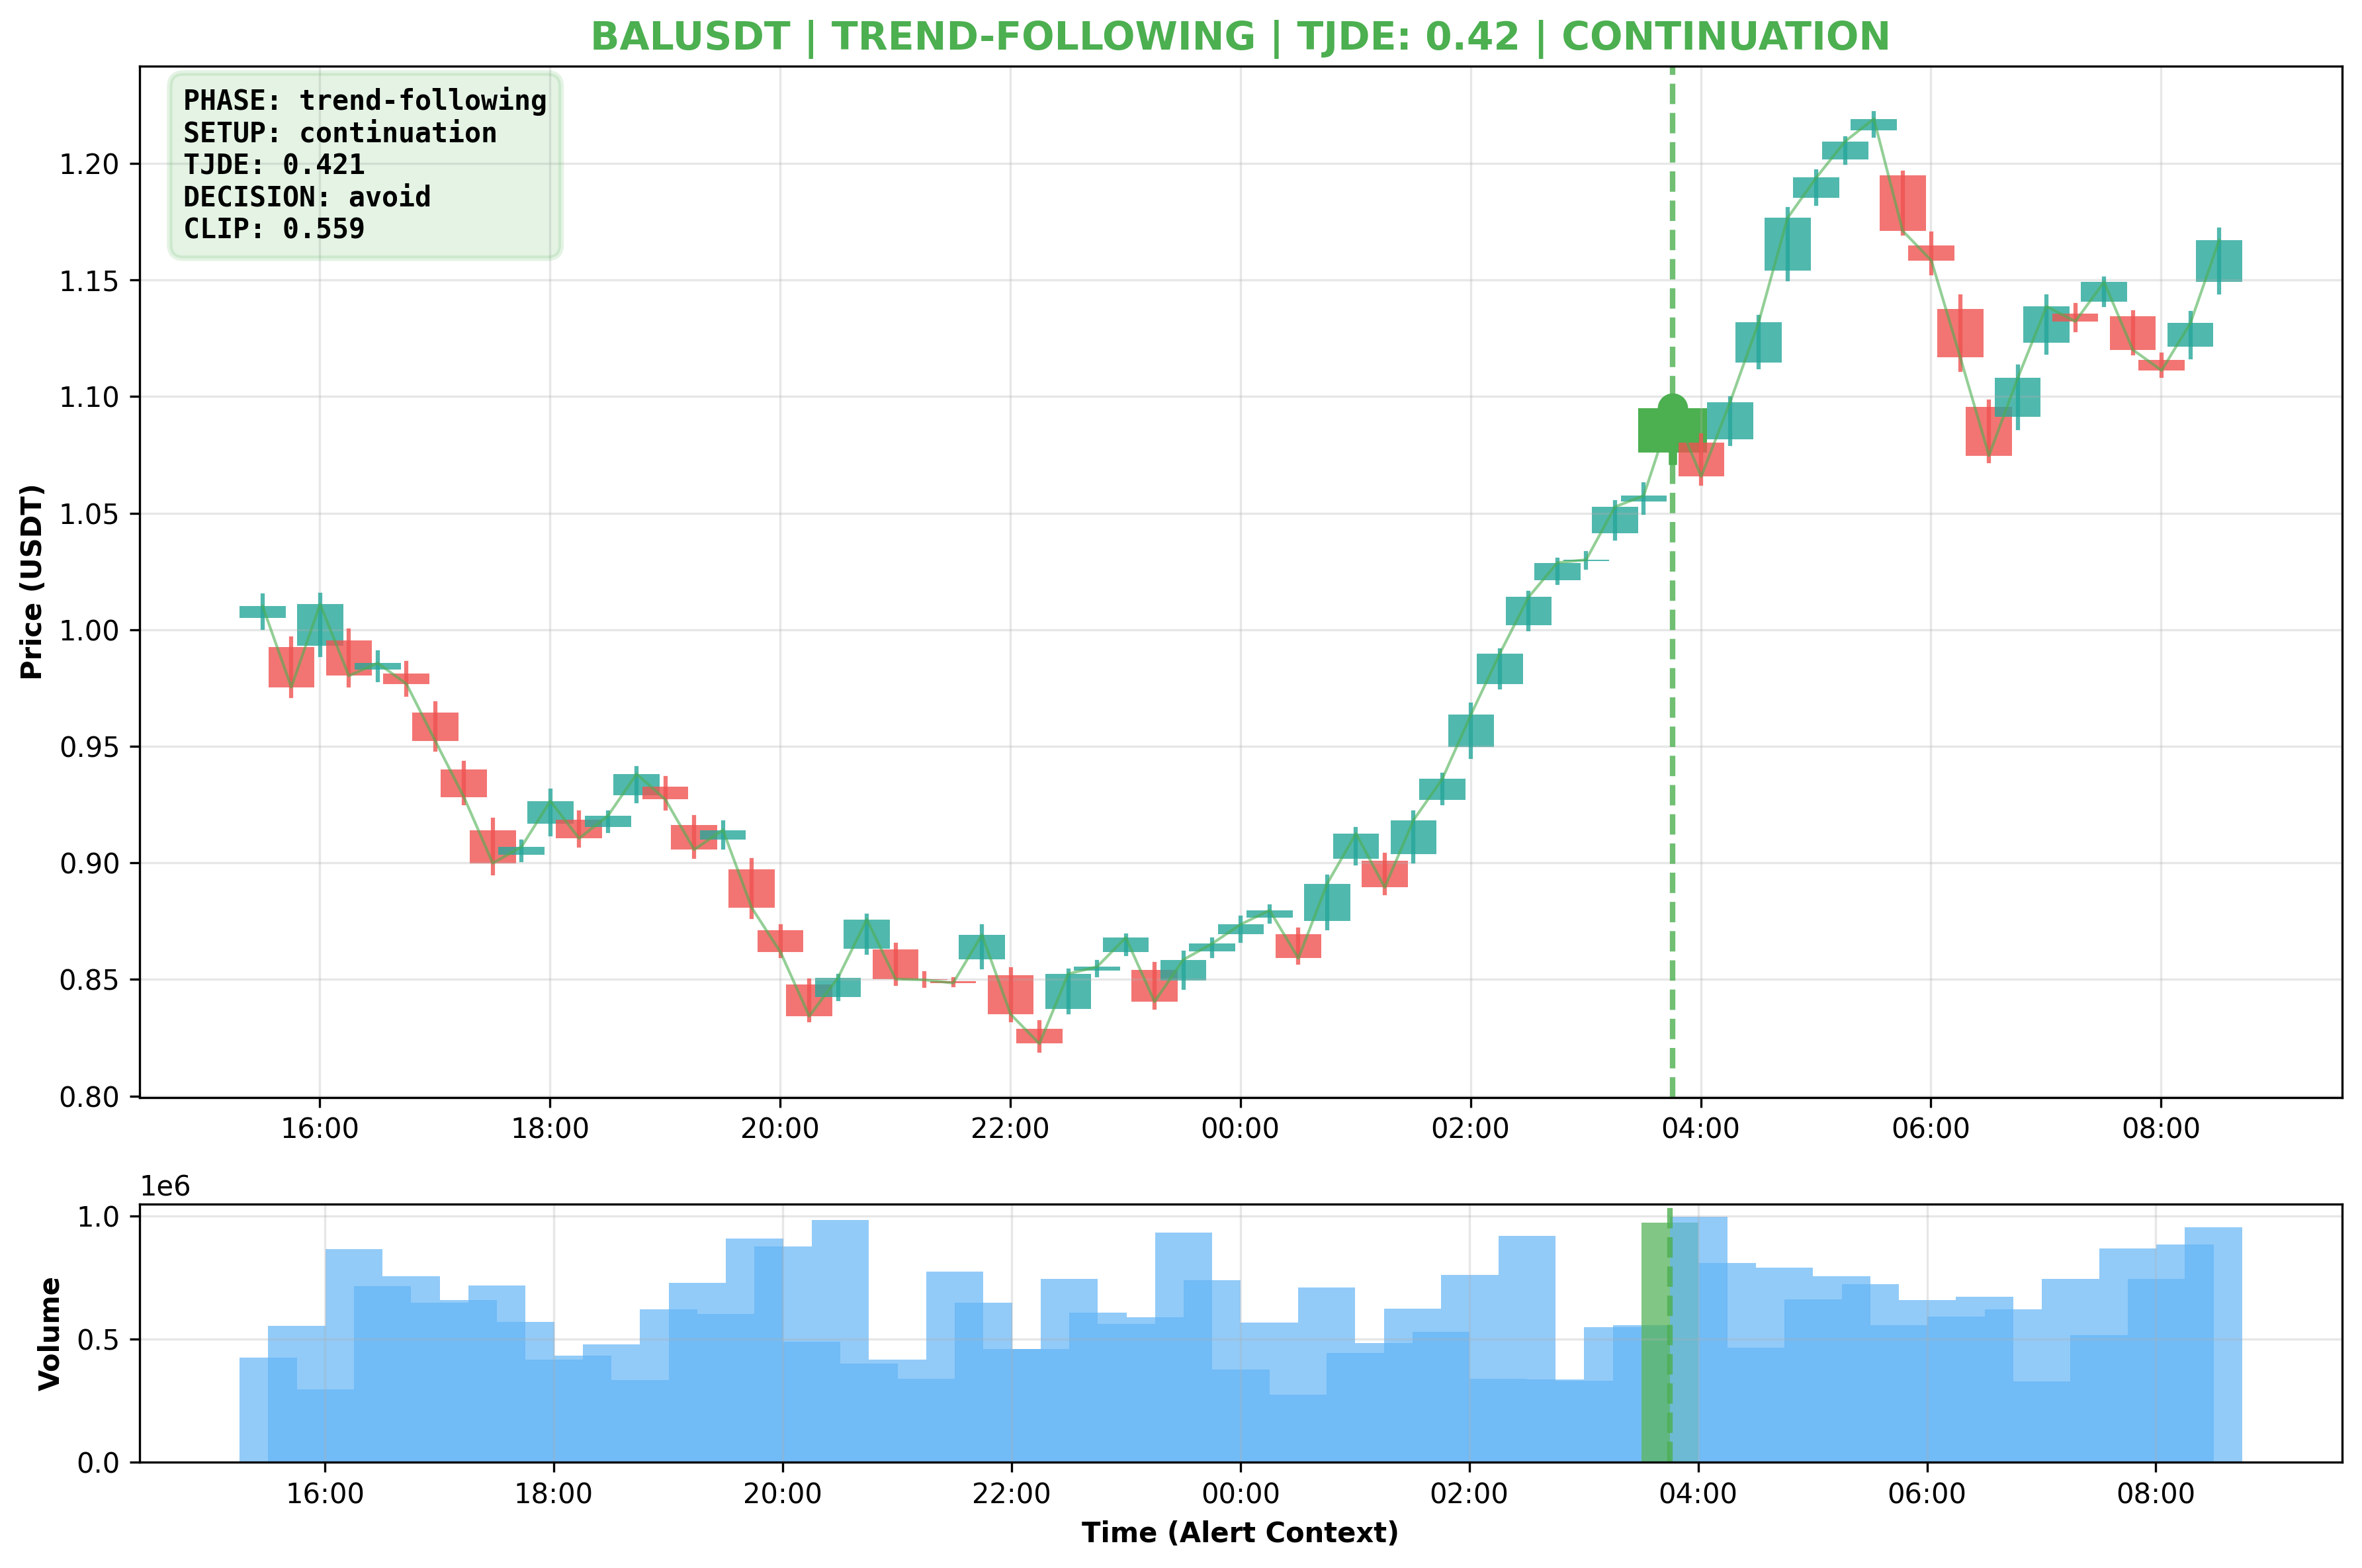 BALUSDT | TREND-FOLLOWING | TJDE: 0.42 | CONTINUATION
PHASE: trend-following
SETUP: continuation
TJDE: 0.421
DECISION: avoid
CLIP: 0.559
Price (USDT)
1.20
1.15
1.10
1.05
1.00
0.95
0.90
0.85
0.80
16:00 18:00 20:00 22:00 00:00 02:00 04:00 06:00 08:00
1e6
Volume
1.0
0.5
0.0
16:00 18:00 20:00 22:00 00:00 02:00 04:00 06:00 08:00
Time (Alert Context)